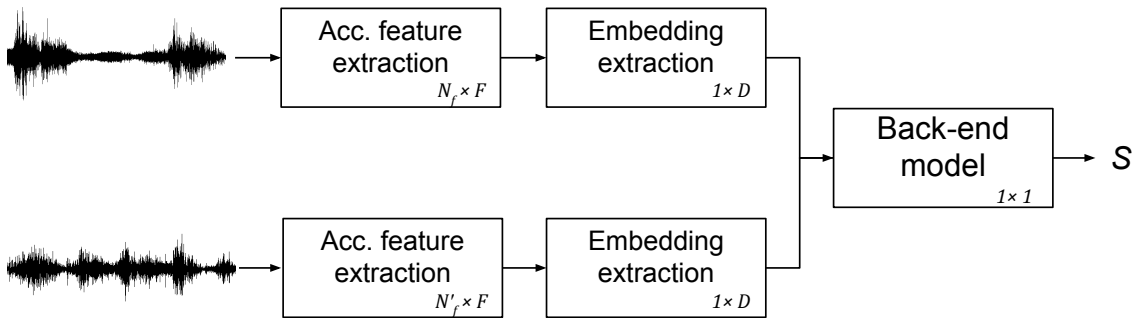 Acc. feature
extraction
N_f × F
Embedding
extraction
1× D
Back-end
model
1× 1
S
Acc. feature
extraction
N'_f × F
Embedding
extraction
1× D